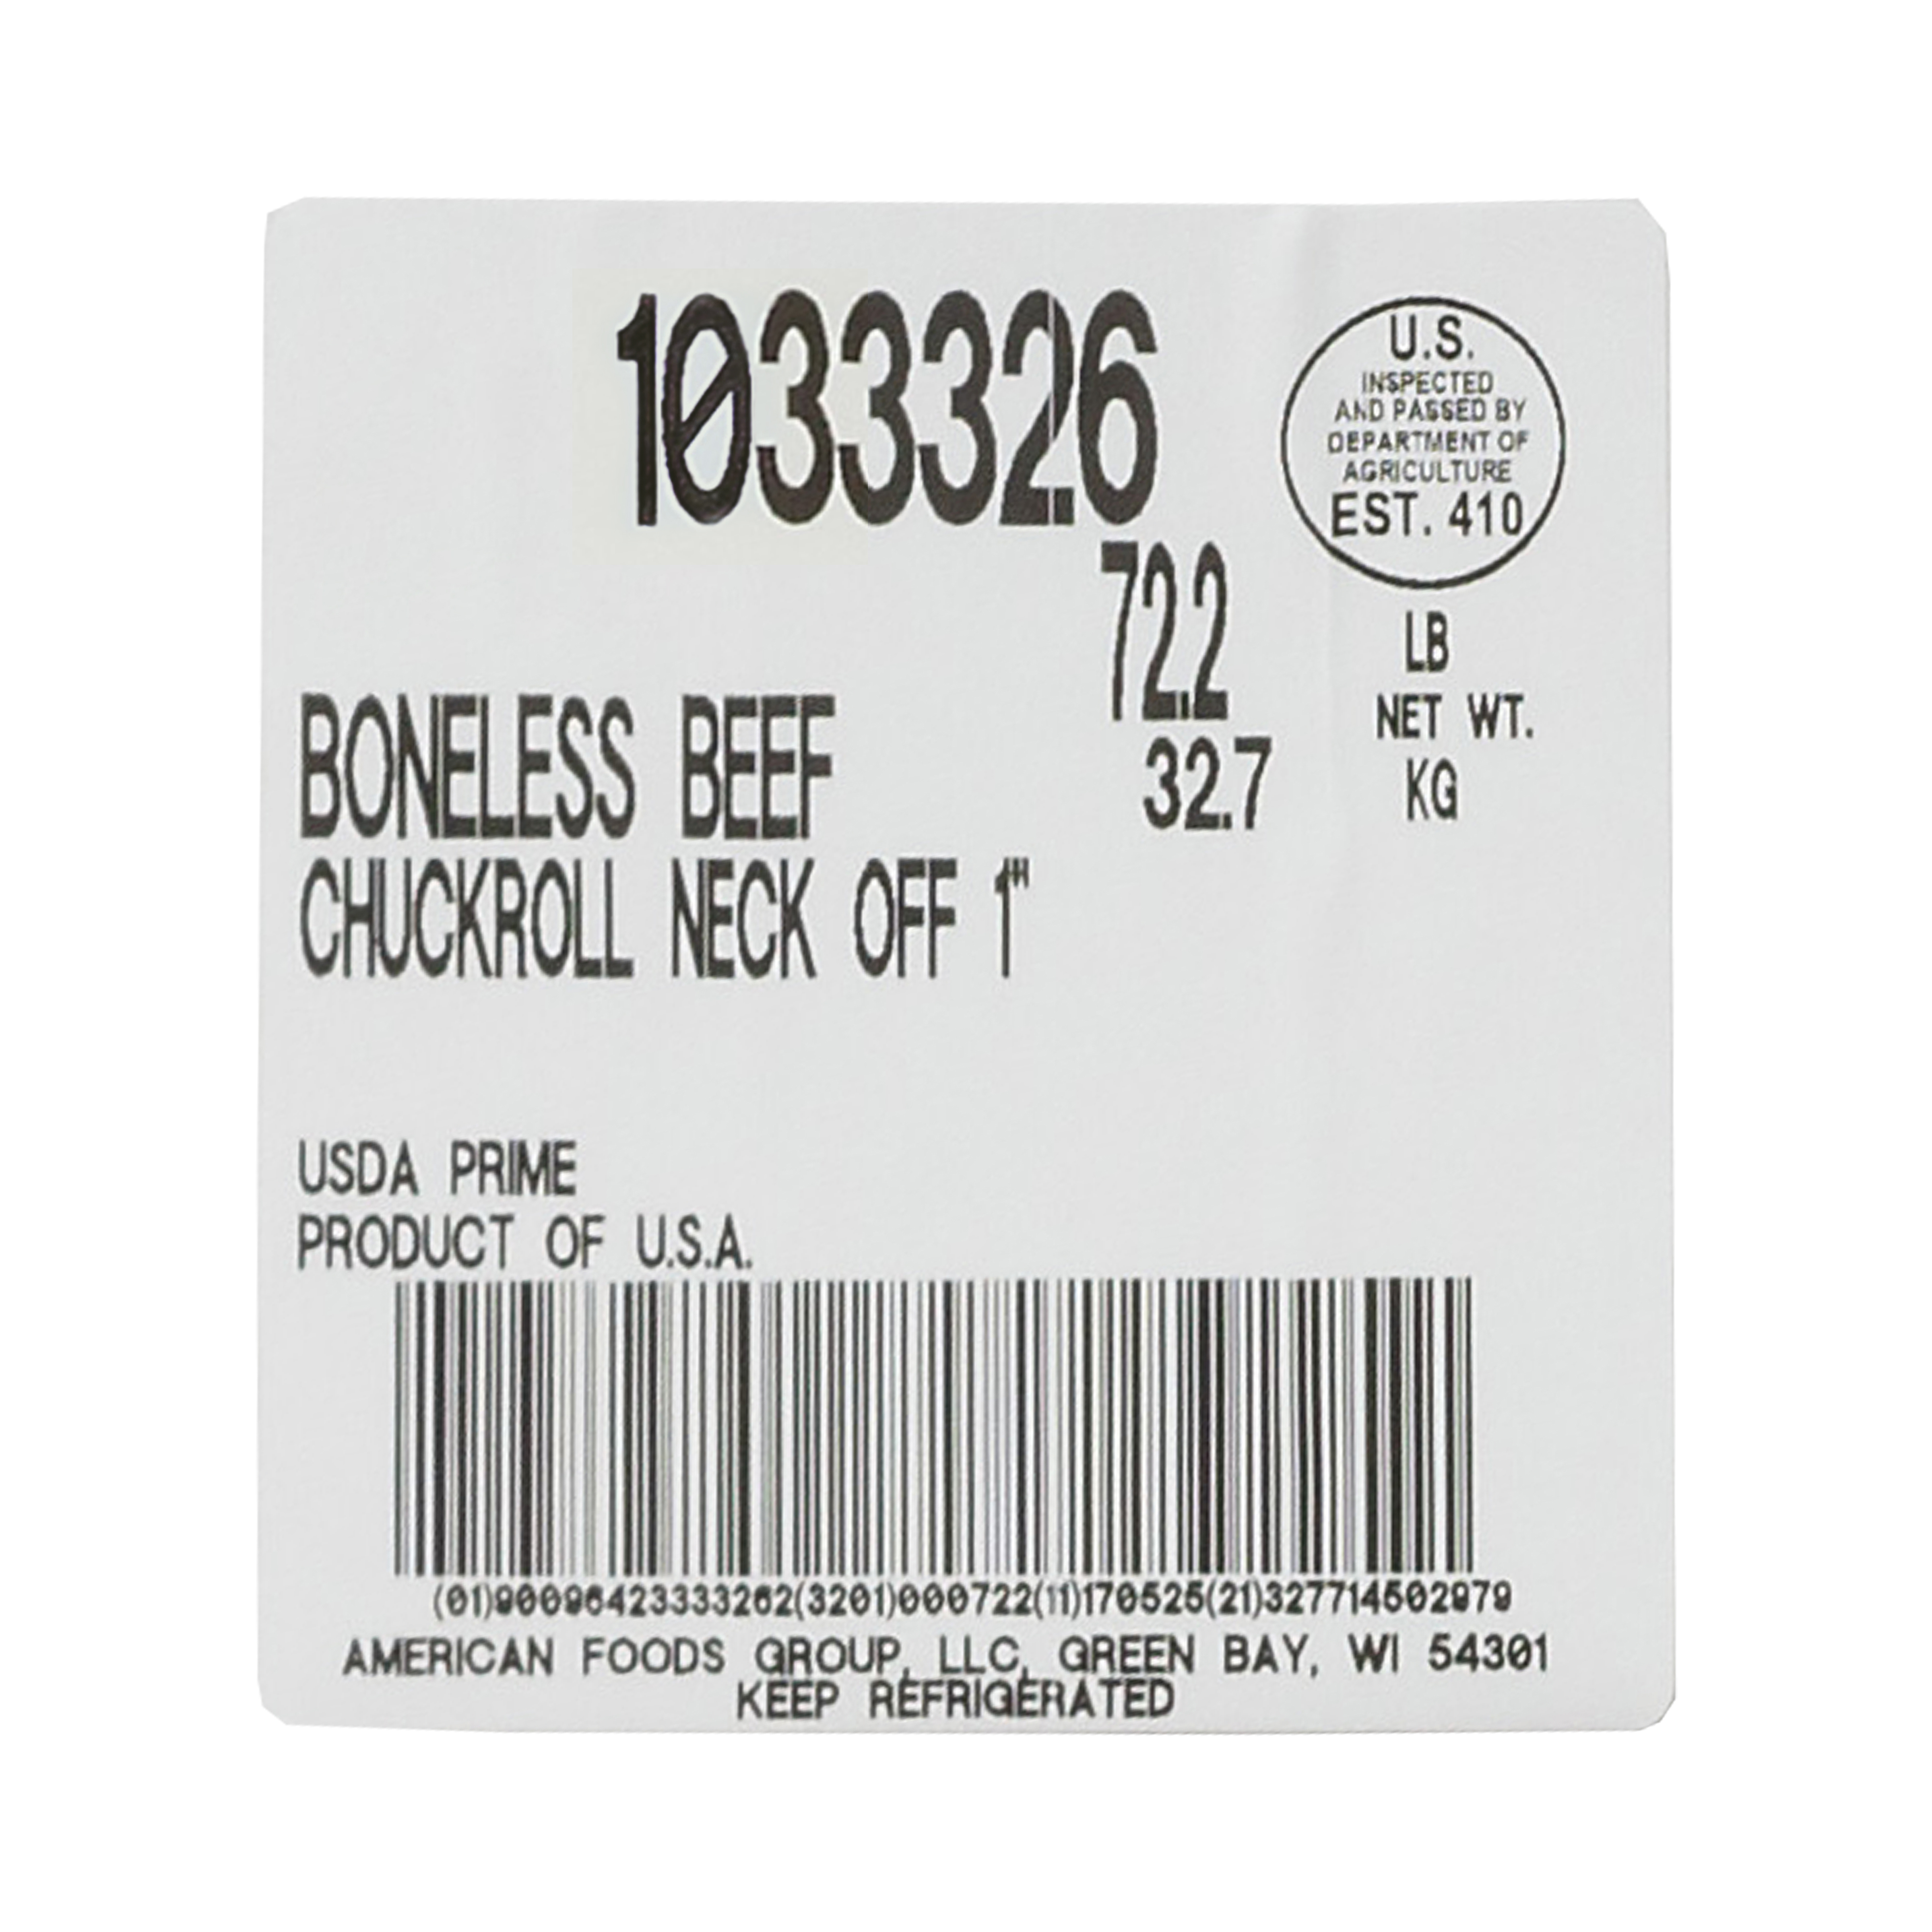 1033326
U.S.
INSPECTED
AND PASSED BY
DEPARTMENT OF
AGRICULTURE
EST. 410
72.2 LB
NET WT.
32.7 KG
BONELESS BEEF
CHUCKROLL NECK OFF 1"
USDA PRIME
PRODUCT OF U.S.A.
(01)90096423333262(3201)000722(11)170525(21)327714502979
AMERICAN FOODS GROUP, LLC, GREEN BAY, WI 54301
KEEP REFRIGERATED